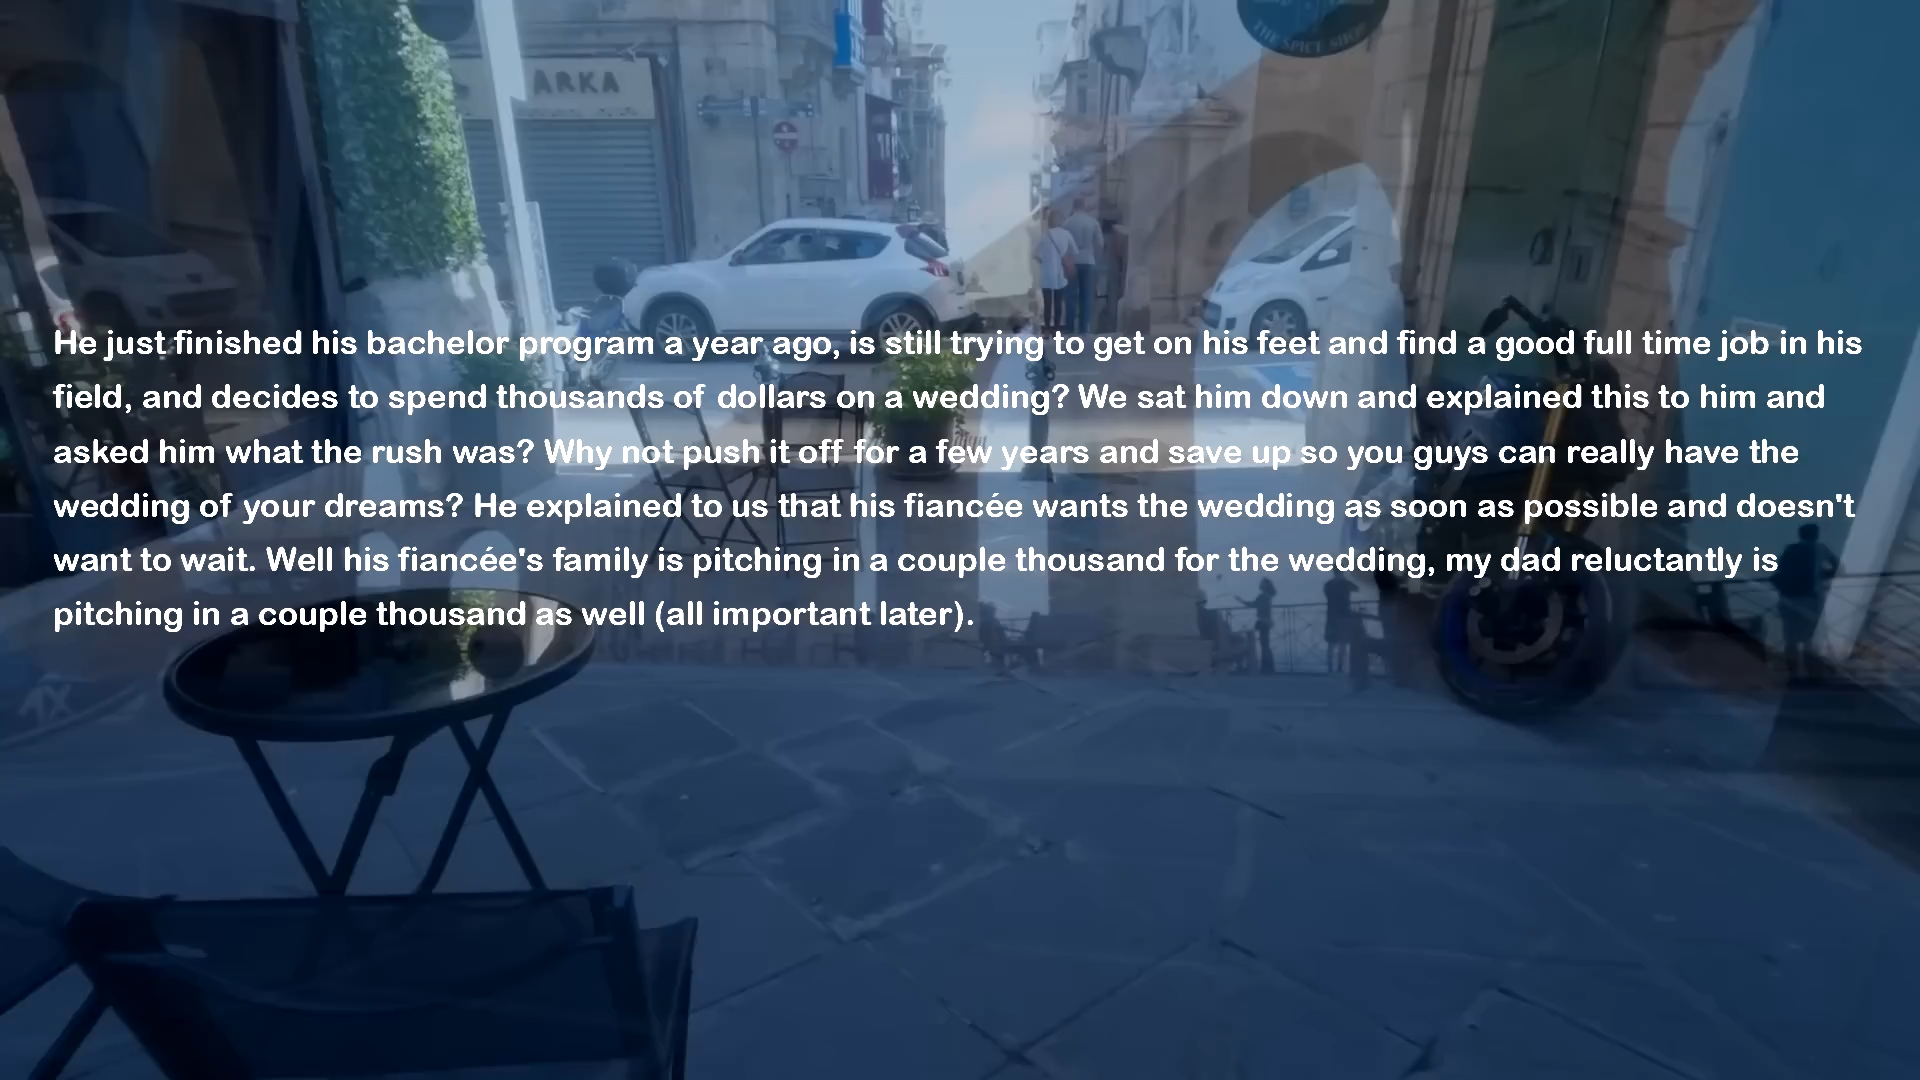 THE SPICE SHOP
ARKA
He just finished his bachelor program a year ago, is still trying to get on his feet and find a good full time job in his
field, and decides to spend thousands of dollars on a wedding? We sat him down and explained this to him and
asked him what the rush was? Why not push it off for a few years and save up so you guys can really have the
wedding of your dreams? He explained to us that his fiancée wants the wedding as soon as possible and doesn't
want to wait. Well his fiancée's family is pitching in a couple thousand for the wedding, my dad reluctantly is
pitching in a couple thousand as well (all important later).